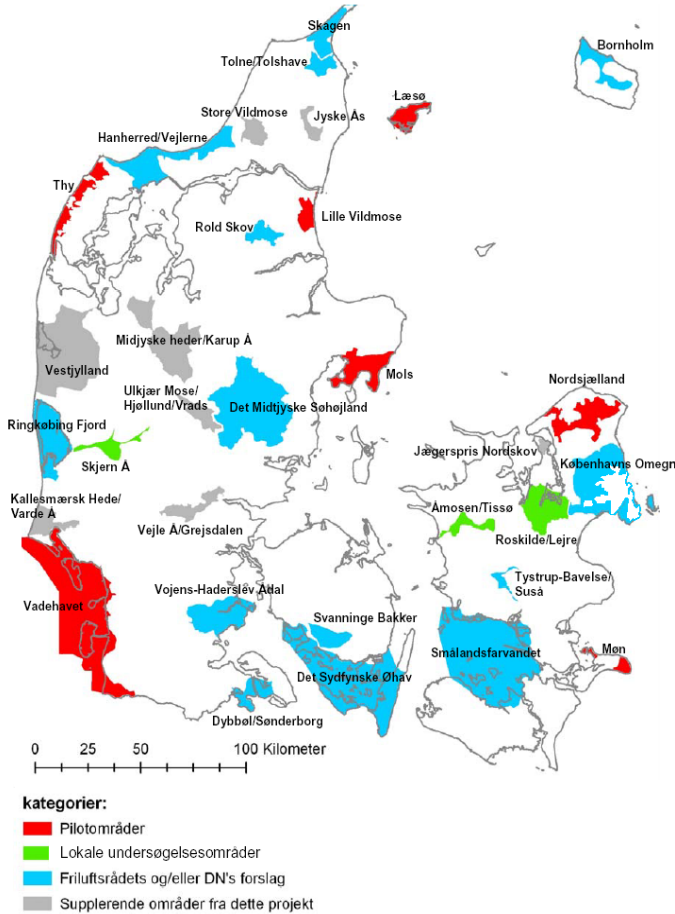 Skagen
Bornholm
Tolne/Tolshave
Læsø
Store Vildmose
Jyske Ås
Hanherred/Vejlerne
Thy
Lille Vildmose
Rold Skov
Midjyske heder/Karup Å
Vestjylland
Mols
Nordsjælland
Ulkjær Mose/
Hjøllund/Vrads
Det Midtjyske Søhøjland
Ringkøbing Fjord
Jægerspris Nordskov
Københavns Omegn
Skjern Å
Kallesmærsk Hede/
Varde Å
Åmosen/Tissø
Vejle Å/Grejsdalen
Roskilde/Lejre
Vojens-Haderslev Ådal
Tystrup-Bavelse/
Suså
Vadehavet
Svanninge Bakker
Smålandsfarvandet
Møn
Det Sydfynske Øhav
Dybbøl/Sønderborg
0 25 50 100 Kilometer
kategorier:
Pilotområder
Lokale undersøgelsesområder
Friluftsrådets og/eller DN's forslag
Supplerende områder fra dette projekt